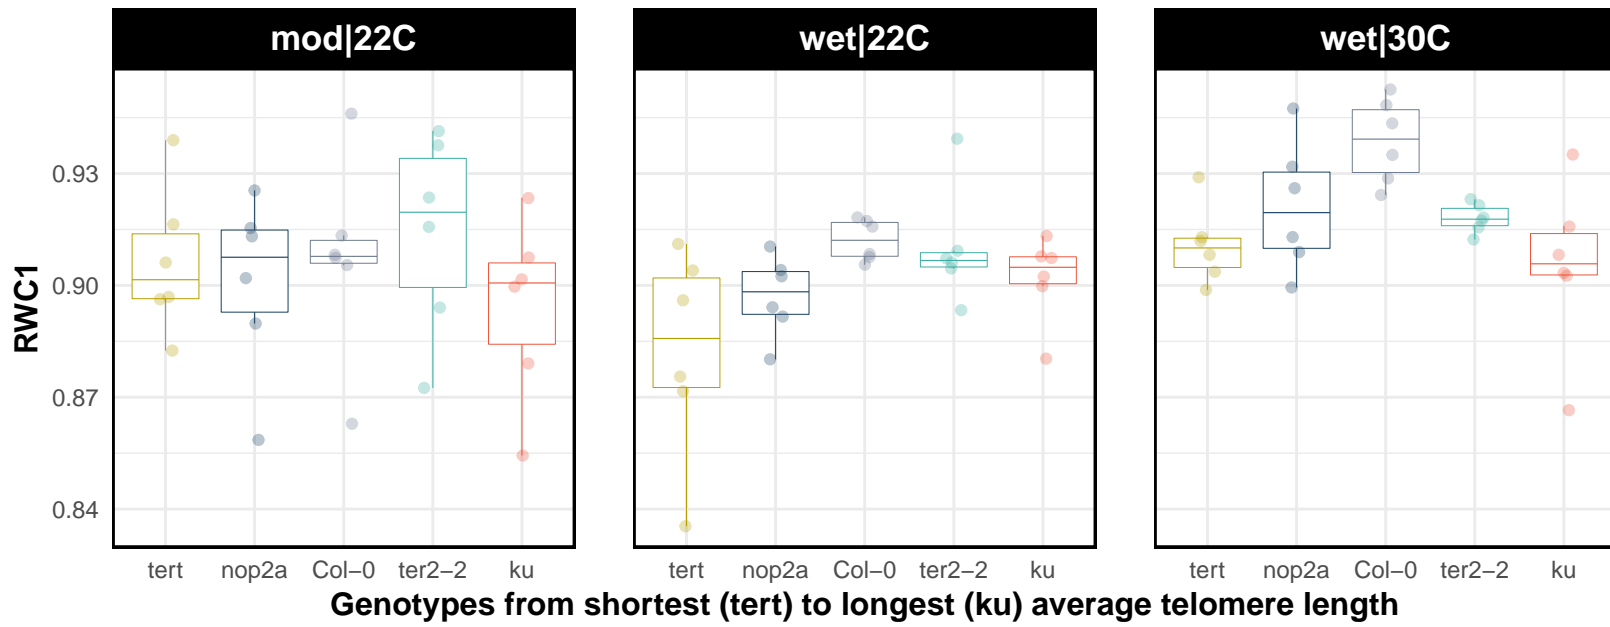 mod|22C wet|22C wet|30C
RWC1
0.93
0.90
0.87
0.84
tert nop2a Col−0 ter2−2 ku tert nop2a Col−0 ter2−2 ku tert nop2a Col−0 ter2−2 ku
Genotypes from shortest (tert) to longest (ku) average telomere length